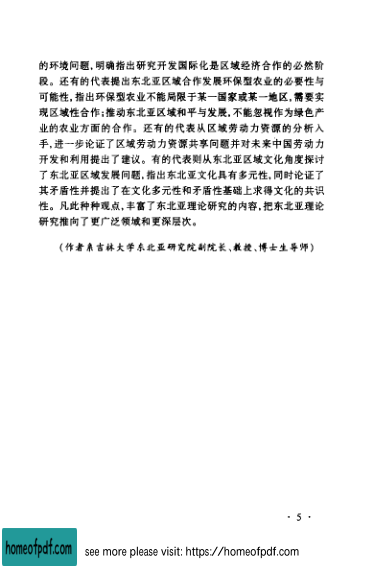 的环境问题,明确指出研究开发国际化是区域经济合作的必然阶
段。还有的代表提出东北亚区域合作发展环保型农业的必要性与
可能性,指出环保型农业不能局限于某一国家或某一地区,需要实
现区域性合作;推动东北亚区域和平与发展,不能忽视作为绿色产
业的农业方面的合作。还有的代表从区域劳动力资源的分析入
手,进一步论证了区域劳动力资源共享问题并对未来中国劳动力
开发和利用提出了建议。有的代表则从东北亚区域文化角度探讨
了东北亚区域发展问题,指出东北亚文化具有多元性,同时论证了
其矛盾性并提出了在文化多元性和矛盾性基础上求得文化的共识
性。凡此种种观点,丰富了东北亚理论研究的内容,把东北亚理论
研究推向了更广泛领域和更深层次。
(作者系吉林大学东北亚研究院副院长、教授、博士生导师)
· 5 ·
homeofpdf.com
see more please visit: https://homeofpdf.com